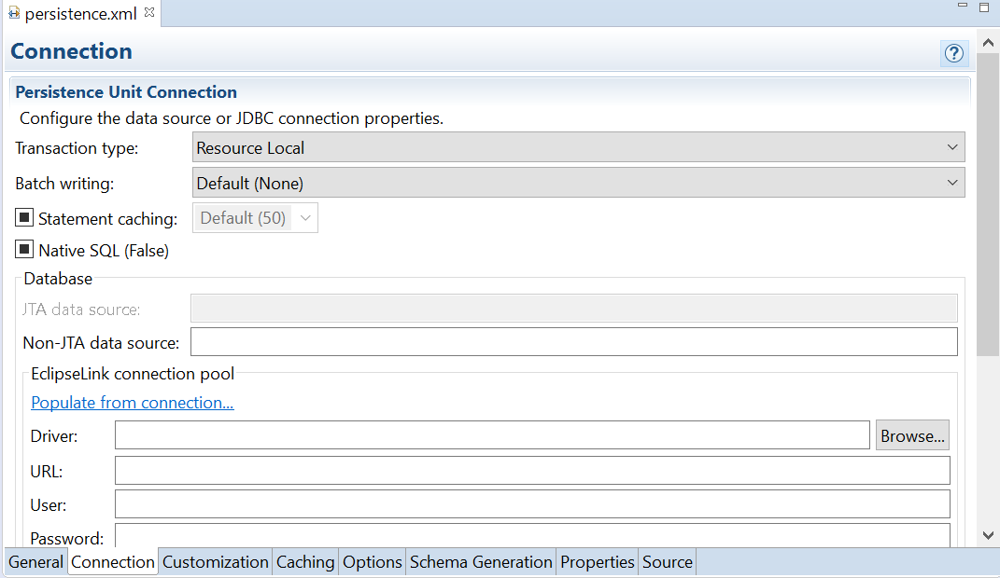 persistence.xml
Connection
?
Persistence Unit Connection
Configure the data source or JDBC connection properties.
Transaction type: Resource Local
Batch writing: Default (None)
Statement caching: Default (50)
Native SQL (False)
Database
JTA data source:
Non-JTA data source:
EclipseLink connection pool
Populate from connection...
Driver: Browse...
URL:
User:
Password:
General Connection Customization Caching Options Schema Generation Properties Source